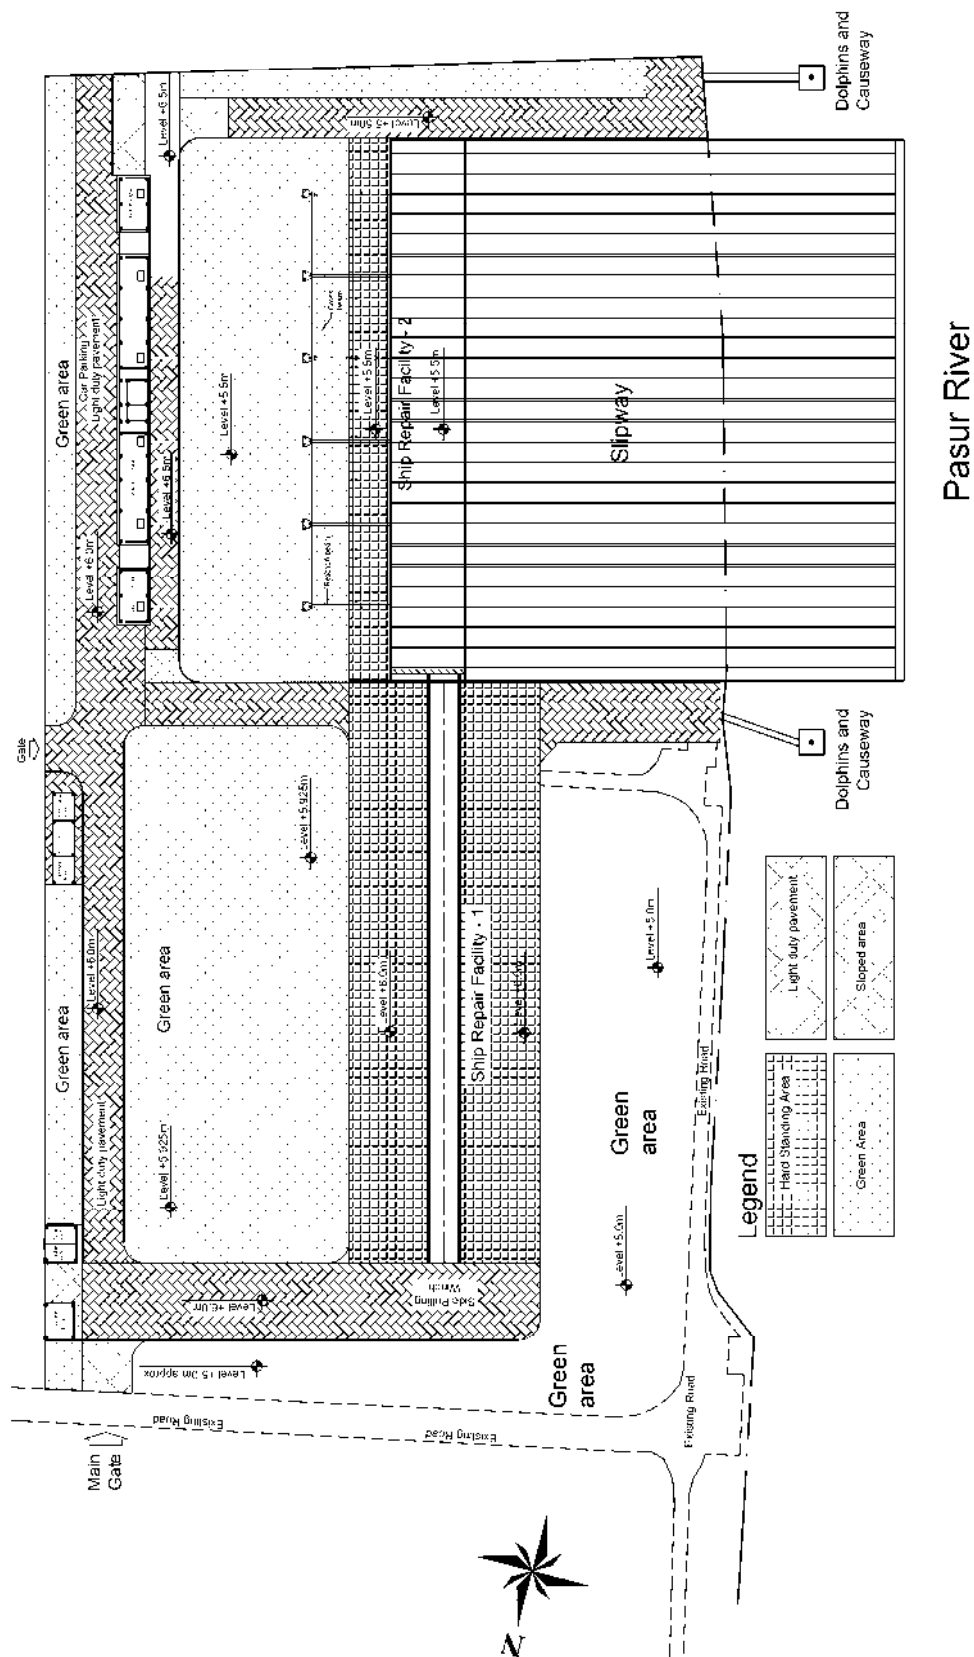 Dolphins and
Causeway
Pasur River
Level +6.5m
Level +5.50m
Green area
Car Parking
Light duty pavement
Level +5.5m
Level +5.5m
Ship Repair Facility - 2
Level +5.5m
Slipway
Level +6.5m
Level +6.0m
Gate
Dolphins and
Causeway
Level +5.925m
Green area
Level +6.0m
Green area
Level +6.0m
Ship Repair Facility - 1
Level +6.0m
Level +5.0m
Light duty pavement
Level +5.925m
Green
area
Existing Road
Level +5.0m
Side Pulling
Winch
Level +6.0m
Level +5.0m approx
Green
area
Existing Road
Existing Road
Existing Road
Main
Gate
Legend
Hard Standing Area
Light duty pavement
Green Area
Sloped area
N